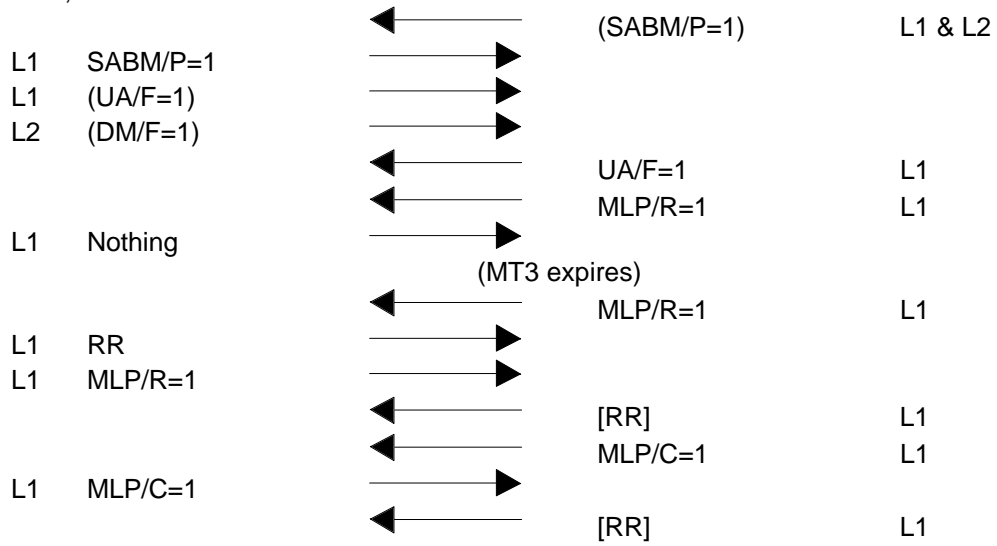 (SABM/P=1) L1 & L2
L1 SABM/P=1
L1 (UA/F=1)
L2 (DM/F=1)
UA/F=1 L1
MLP/R=1 L1
L1 Nothing
(MT3 expires)
MLP/R=1 L1
L1 RR
L1 MLP/R=1
[RR] L1
MLP/C=1 L1
L1 MLP/C=1
[RR] L1